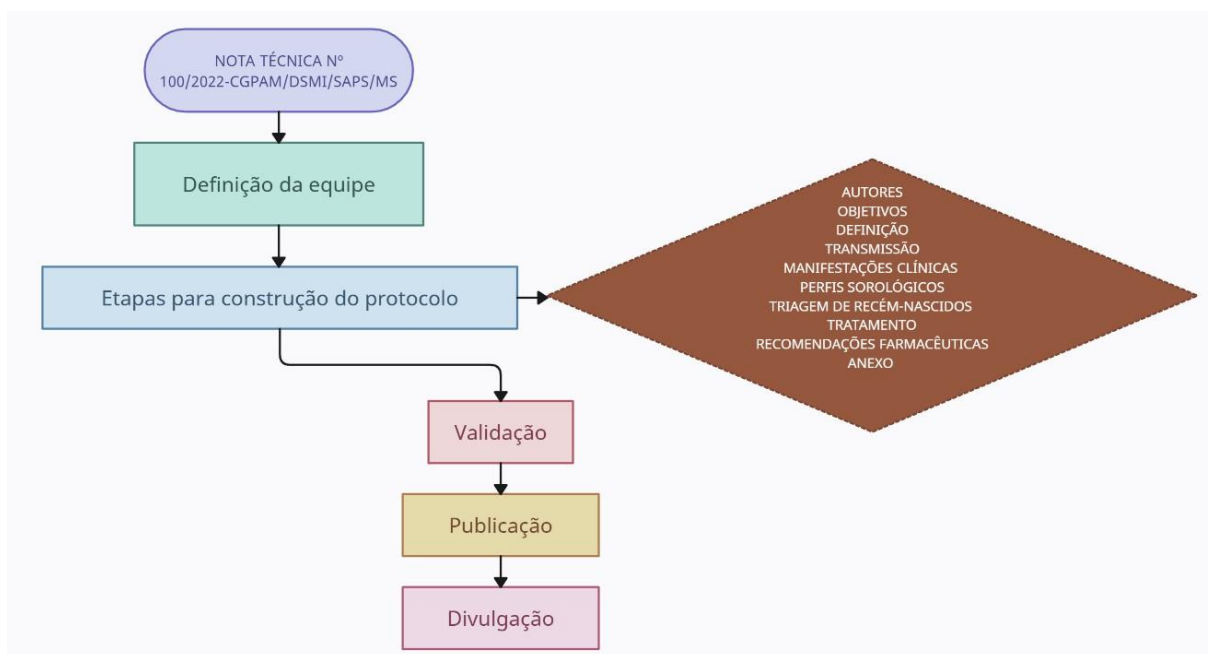 NOTA TÉCNICA Nº
100/2022-CGPAM/DSMI/SAPS/MS
Definição da equipe
Etapas para construção do protocolo
AUTORES
OBJETIVOS
DEFINIÇÃO
TRANSMISSÃO
MANIFESTAÇÕES CLÍNICAS
PERFIS SOROLÓGICOS
TRIAGEM DE RECÉM-NASCIDOS
TRATAMENTO
RECOMENDAÇÕES FARMACÊUTICAS
ANEXO
Validação
Publicação
Divulgação